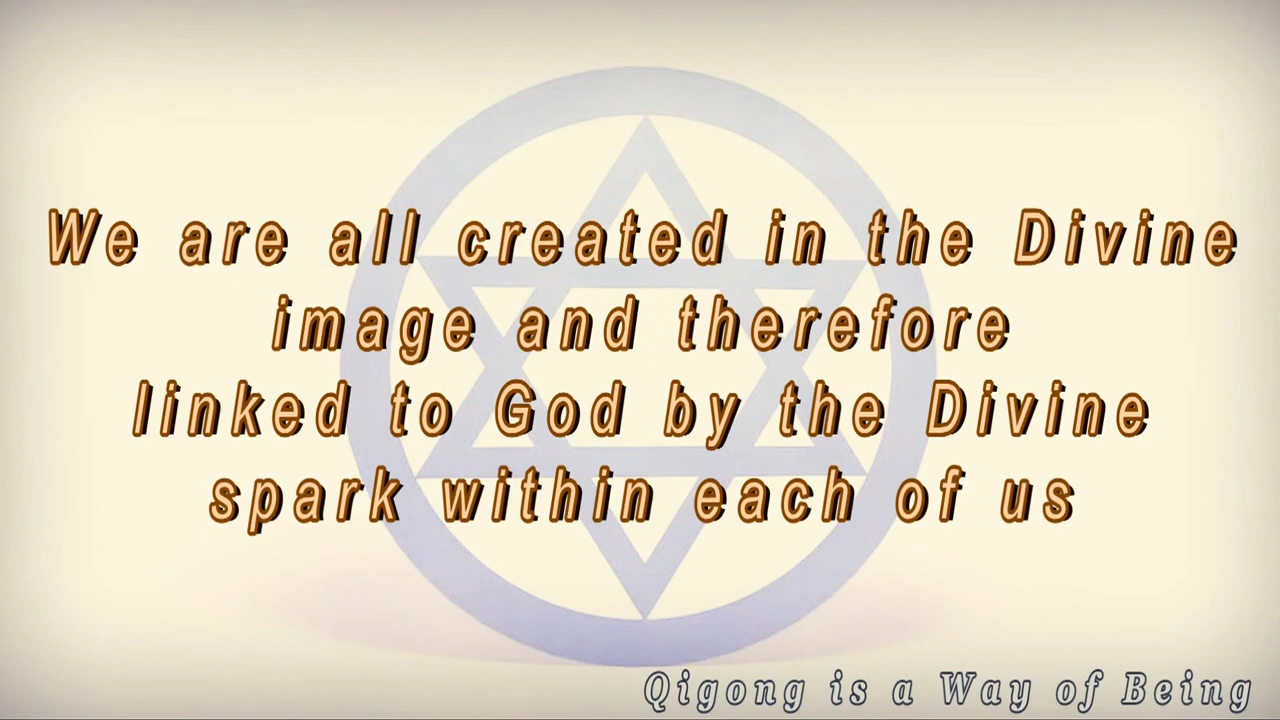 We are all created in the Divine
image and therefore
linked to God by the Divine
spark within each of us
Qigong is a Way of Being